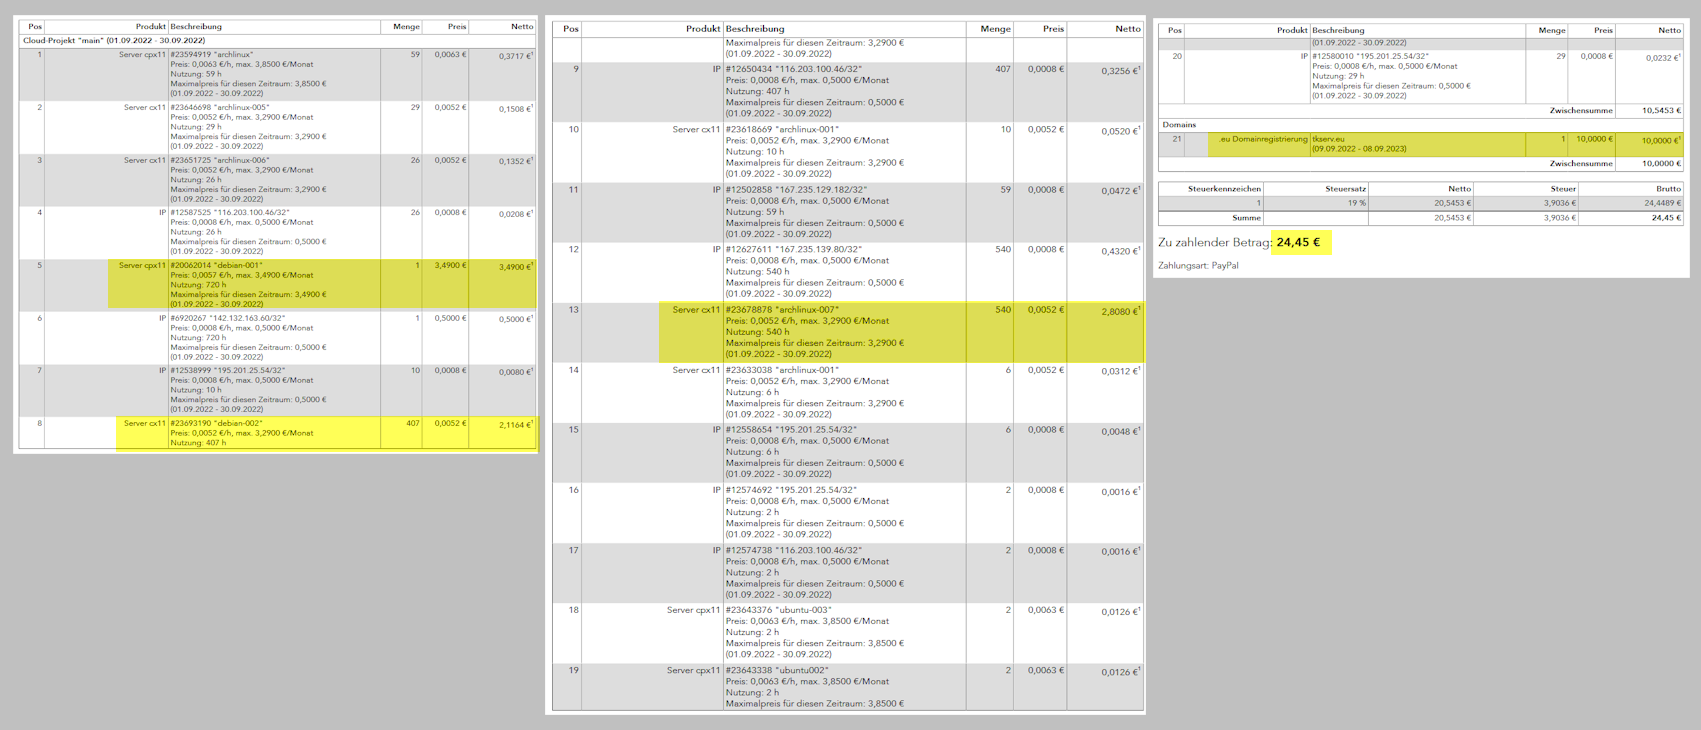 Pos Produkt Beschreibung Menge Preis Netto
Cloud-Projekt "main" (01.09.2022 - 30.09.2022)
1 Server cpx11 #23594919 "archlinux" 59 0,0063 € 0,3717 €¹
Preis: 0,0063 €/h, max. 3,8500 €/Monat
Nutzung: 59 h
Maximalpreis für diesen Zeitraum: 3,8500 €
(01.09.2022 - 30.09.2022)
2 Server cx11 #23646698 "archlinux-005" 29 0,0052 € 0,1508 €¹
Preis: 0,0052 €/h, max. 3,2900 €/Monat
Nutzung: 29 h
Maximalpreis für diesen Zeitraum: 3,2900 €
(01.09.2022 - 30.09.2022)
3 Server cx11 #23651725 "archlinux-006" 26 0,0052 € 0,1352 €¹
Preis: 0,0052 €/h, max. 3,2900 €/Monat
Nutzung: 26 h
Maximalpreis für diesen Zeitraum: 3,2900 €
(01.09.2022 - 30.09.2022)
4 IP #12587525 "116.203.100.46/32" 26 0,0008 € 0,0208 €¹
Preis: 0,0008 €/h, max. 0,5000 €/Monat
Nutzung: 26 h
Maximalpreis für diesen Zeitraum: 0,5000 €
(01.09.2022 - 30.09.2022)
5 Server cpx11 #20062014 "debian-001" 1 3,4900 € 3,4900 €¹
Preis: 0,0057 €/h, max. 3,4900 €/Monat
Nutzung: 720 h
Maximalpreis für diesen Zeitraum: 3,4900 €
(01.09.2022 - 30.09.2022)
6 IP #6920267 "142.132.163.60/32" 1 0,5000 € 0,5000 €¹
Preis: 0,0008 €/h, max. 0,5000 €/Monat
Nutzung: 720 h
Maximalpreis für diesen Zeitraum: 0,5000 €
(01.09.2022 - 30.09.2022)
7 IP #12538999 "195.201.25.54/32" 10 0,0008 € 0,0080 €¹
Preis: 0,0008 €/h, max. 0,5000 €/Monat
Nutzung: 10 h
Maximalpreis für diesen Zeitraum: 0,5000 €
(01.09.2022 - 30.09.2022)
8 Server cx11 #23693190 "debian-002" 407 0,0052 € 2,1164 €¹
Preis: 0,0052 €/h, max. 3,2900 €/Monat
Nutzung: 407 h
Pos Produkt Beschreibung Menge Preis Netto
Maximalpreis für diesen Zeitraum: 3,2900 €
(01.09.2022 - 30.09.2022)
9 IP #12650434 "116.203.100.46/32" 407 0,0008 € 0,3256 €¹
Preis: 0,0008 €/h, max. 0,5000 €/Monat
Nutzung: 407 h
Maximalpreis für diesen Zeitraum: 0,5000 €
(01.09.2022 - 30.09.2022)
10 Server cx11 #23618669 "archlinux-001" 10 0,0052 € 0,0520 €¹
Preis: 0,0052 €/h, max. 3,2900 €/Monat
Nutzung: 10 h
Maximalpreis für diesen Zeitraum: 3,2900 €
(01.09.2022 - 30.09.2022)
11 IP #12502858 "167.235.129.182/32" 59 0,0008 € 0,0472 €¹
Preis: 0,0008 €/h, max. 0,5000 €/Monat
Nutzung: 59 h
Maximalpreis für diesen Zeitraum: 0,5000 €
(01.09.2022 - 30.09.2022)
12 IP #12627611 "167.235.139.80/32" 540 0,0008 € 0,4320 €¹
Preis: 0,0008 €/h, max. 0,5000 €/Monat
Nutzung: 540 h
Maximalpreis für diesen Zeitraum: 0,5000 €
(01.09.2022 - 30.09.2022)
13 Server cx11 #23678878 "archlinux-007" 540 0,0052 € 2,8080 €¹
Preis: 0,0052 €/h, max. 3,2900 €/Monat
Nutzung: 540 h
Maximalpreis für diesen Zeitraum: 3,2900 €
(01.09.2022 - 30.09.2022)
14 Server cx11 #23633038 "archlinux-001" 6 0,0052 € 0,0312 €¹
Preis: 0,0052 €/h, max. 3,2900 €/Monat
Nutzung: 6 h
Maximalpreis für diesen Zeitraum: 3,2900 €
(01.09.2022 - 30.09.2022)
15 IP #12558654 "195.201.25.54/32" 6 0,0008 € 0,0048 €¹
Preis: 0,0008 €/h, max. 0,5000 €/Monat
Nutzung: 6 h
Maximalpreis für diesen Zeitraum: 0,5000 €
(01.09.2022 - 30.09.2022)
16 IP #12574692 "195.201.25.54/32" 2 0,0008 € 0,0016 €¹
Preis: 0,0008 €/h, max. 0,5000 €/Monat
Nutzung: 2 h
Maximalpreis für diesen Zeitraum: 0,5000 €
(01.09.2022 - 30.09.2022)
17 IP #12574738 "116.203.100.46/32" 2 0,0008 € 0,0016 €¹
Preis: 0,0008 €/h, max. 0,5000 €/Monat
Nutzung: 2 h
Maximalpreis für diesen Zeitraum: 0,5000 €
(01.09.2022 - 30.09.2022)
18 Server cpx11 #23643376 "ubuntu-003" 2 0,0063 € 0,0126 €¹
Preis: 0,0063 €/h, max. 3,8500 €/Monat
Nutzung: 2 h
Maximalpreis für diesen Zeitraum: 3,8500 €
(01.09.2022 - 30.09.2022)
19 Server cpx11 #23643338 "ubuntu002" 2 0,0063 € 0,0126 €¹
Preis: 0,0063 €/h, max. 3,8500 €/Monat
Nutzung: 2 h
Maximalpreis für diesen Zeitraum: 3,8500 €
Pos Produkt Beschreibung Menge Preis Netto
(01.09.2022 - 30.09.2022)
20 IP #12580010 "195.201.25.54/32" 29 0,0008 € 0,0232 €¹
Preis: 0,0008 €/h, max. 0,5000 €/Monat
Nutzung: 29 h
Maximalpreis für diesen Zeitraum: 0,5000 €
(01.09.2022 - 30.09.2022)
Zwischensumme 10,5453 €
Domains
21 .eu Domainregistrierung tkserv.eu 1 10,0000 € 10,0000 €¹
(09.09.2022 - 08.09.2023)
Zwischensumme 10,0000 €
Steuerkennzeichen Steuersatz Netto Steuer Brutto
1 19 % 20,5453 € 3,9036 € 24,4489 €
Summe 20,5453 € 3,9036 € 24,45 €
Zu zahlender Betrag: 24,45 €
Zahlungsart: PayPal